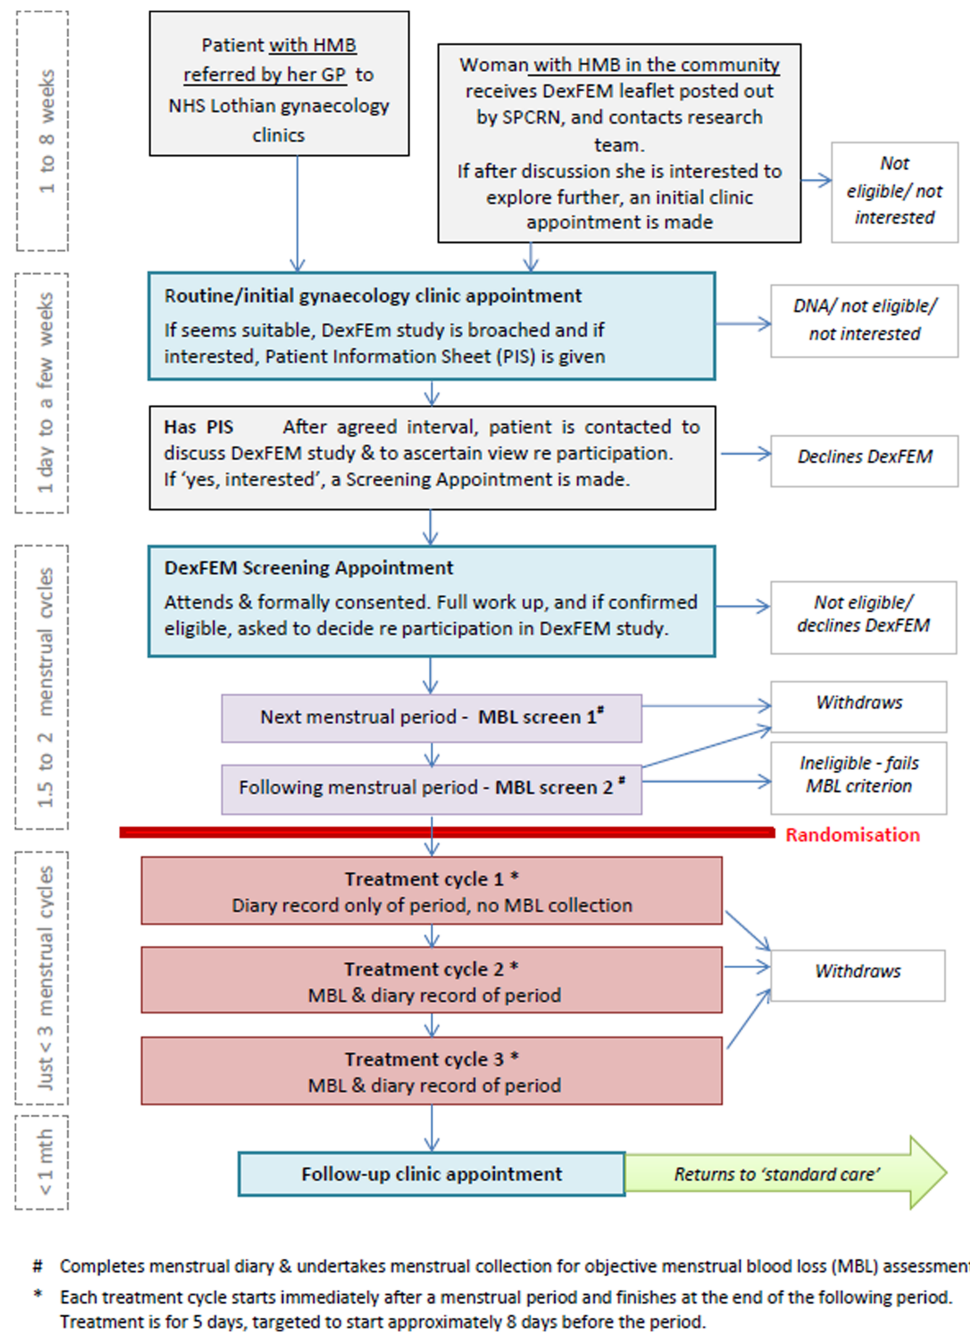 1 to 8 weeks
Patient with HMB
referred by her GP to
NHS Lothian gynaecology
clinics
Woman with HMB in the community
receives DexFEM leaflet posted out
by SPCRN, and contacts research
team.
If after discussion she is interested to
explore further, an initial clinic
appointment is made
Not
eligible/ not
interested
1 day to a few weeks
Routine/initial gynaecology clinic appointment
If seems suitable, DexFEm study is broached and if
interested, Patient Information Sheet (PIS) is given
DNA/ not eligible/
not interested
Has PIS After agreed interval, patient is contacted to
discuss DexFEM study & to ascertain view re participation.
If ‘yes, interested’, a Screening Appointment is made.
Declines DexFEM
1.5 to 2 menstrual cycles
DexFEM Screening Appointment
Attends & formally consented. Full work up, and if confirmed
eligible, asked to decide re participation in DexFEM study.
Not eligible/
declines DexFEM
Next menstrual period - MBL screen 1#
Withdraws
Following menstrual period - MBL screen 2 #
Ineligible - fails
MBL criterion
Randomisation
Just < 3 menstrual cycles
Treatment cycle 1 *
Diary record only of period, no MBL collection
Treatment cycle 2 *
MBL & diary record of period
Withdraws
Treatment cycle 3 *
MBL & diary record of period
< 1 mth
Follow-up clinic appointment
Returns to ‘standard care’
# Completes menstrual diary & undertakes menstrual collection for objective menstrual blood loss (MBL) assessment
* Each treatment cycle starts immediately after a menstrual period and finishes at the end of the following period.
Treatment is for 5 days, targeted to start approximately 8 days before the period.